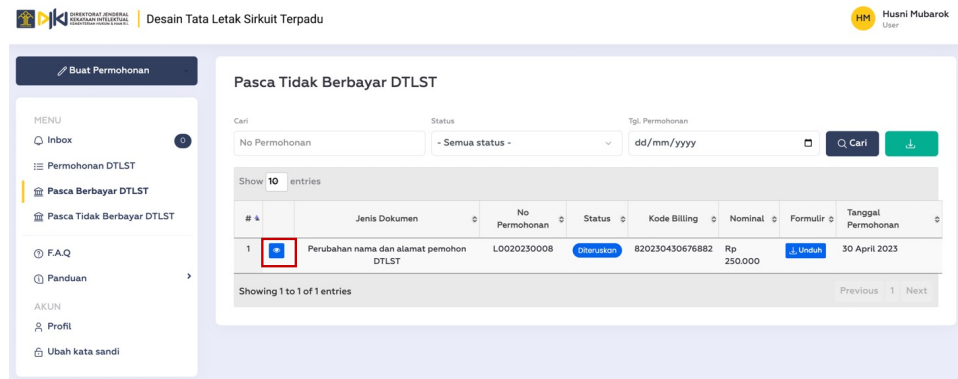 DIREKTORAT JENDERAL
KEKAYAAN INTELEKTUAL
Desain Tata Letak Sirkuit Terpadu
HM
Husni Mubarok
User
Buat Permohonan
MENU
Inbox
0
Permohonan DTLST
Pasca Berbayar DTLST
Pasca Tidak Berbayar DTLST
F.A.Q
Panduan
AKUN
Profil
Ubah kata sandi
Pasca Tidak Berbayar DTLST
Cari
Status
Tgl. Permohonan
No Permohonan
- Semua status -
dd/mm/yyyy
Cari
Show 10 entries
#
Jenis Dokumen
No
Permohonan
Status
Kode Billing
Nominal
Formulir
Tanggal
Permohonan
1
Perubahan nama dan alamat pemohon
DTLST
L0020230008
Diteruskan
820230430676882
Rp
250.000
Unduh
30 April 2023
Showing 1 to 1 of 1 entries
Previous 1 Next